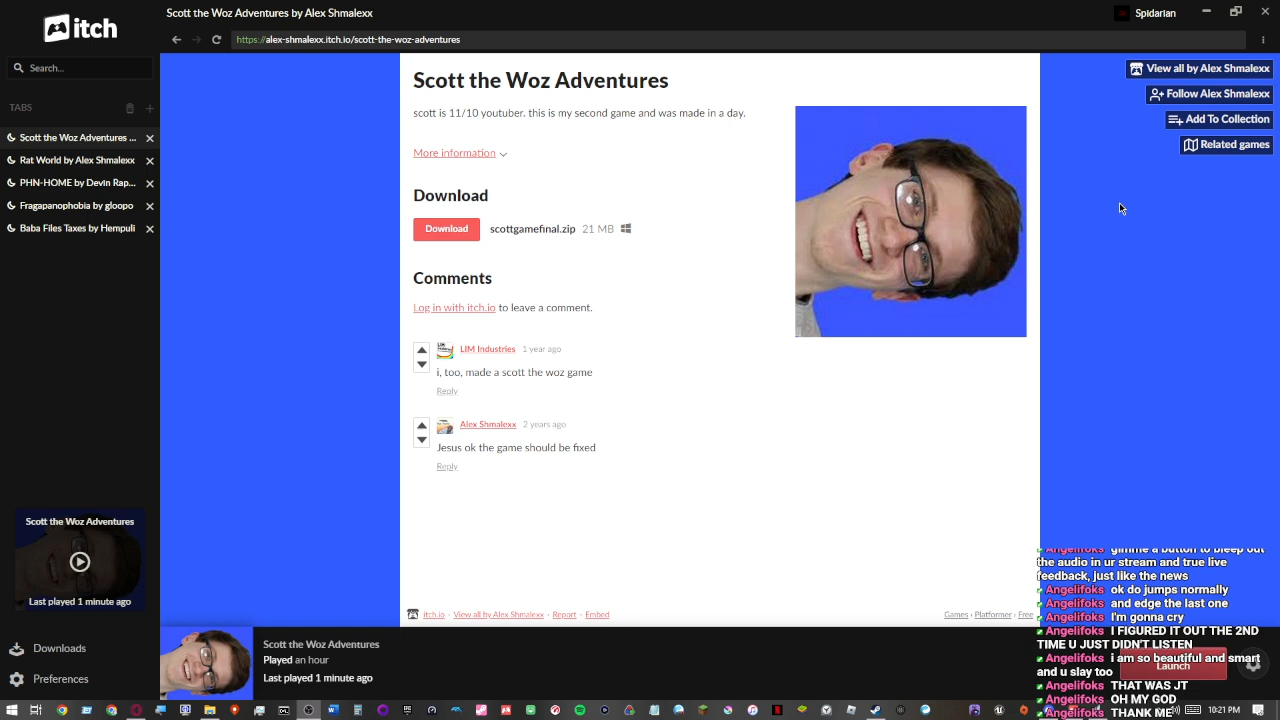 itch
Spidersaur
https://alex-shmalexx.itch.io/scott-the-woz-adventures
Search...
TABS
Scott the Woz Adventures by Alex Sc ...
Rat World by Alex Shmalexx
SIN-HOME by Devin Rap...
Fraganpanotopia by gloopo
Baba Files Taxes by Hempuli
Scott the Woz Adventures
Last played 1 minute ago
Downloads
Preferences
Scott the Woz Adventures
scott is 11/10 youtuber. this is my second game and was made in a day.
More information
Download
Download scottgamefinal.zip 21 MB
Comments
Log in with itch.io to leave a comment.
LIM Industries 1 year ago
i, too, made a scott the woz game
Reply
Alex Shmalexx 2 years ago
Jesus ok the game should be fixed
Reply
itch.io · View all by Alex Shmalexx · Report · Embed
Games › Platformer › Free
View all by Alex Shmalexx
Follow Alex Shmalexx
Add To Collection
Related games
Scott the Woz Adventures
Played an hour
Last played 1 minute ago
Launch
Angelifoks gimme a button to bleep out
the audio in ur stream and true live
feedback, just like the news
Angelifoks ok do jumps normally
Angelifoks and edge the last one
Angelifoks I'm gonna cry
Angelifoks I FIGURED IT OUT THE 2ND
TIME U JUST DIDNT LISTEN
Angelifoks I am so beautiful and smart
and u slay too
Angelifoks THAT WAS JT
Angelifoks OH MY GOD
Angelifoks THANK ME
10:21 PM